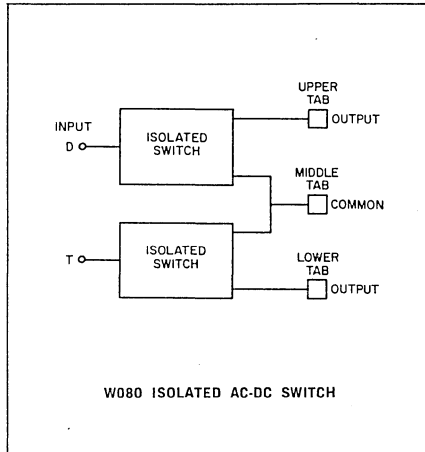 UPPER
TAB
OUTPUT
INPUT
D
ISOLATED
SWITCH
MIDDLE
TAB
COMMON
ISOLATED
SWITCH
T
LOWER
TAB
OUTPUT
W080 ISOLATED AC-DC SWITCH